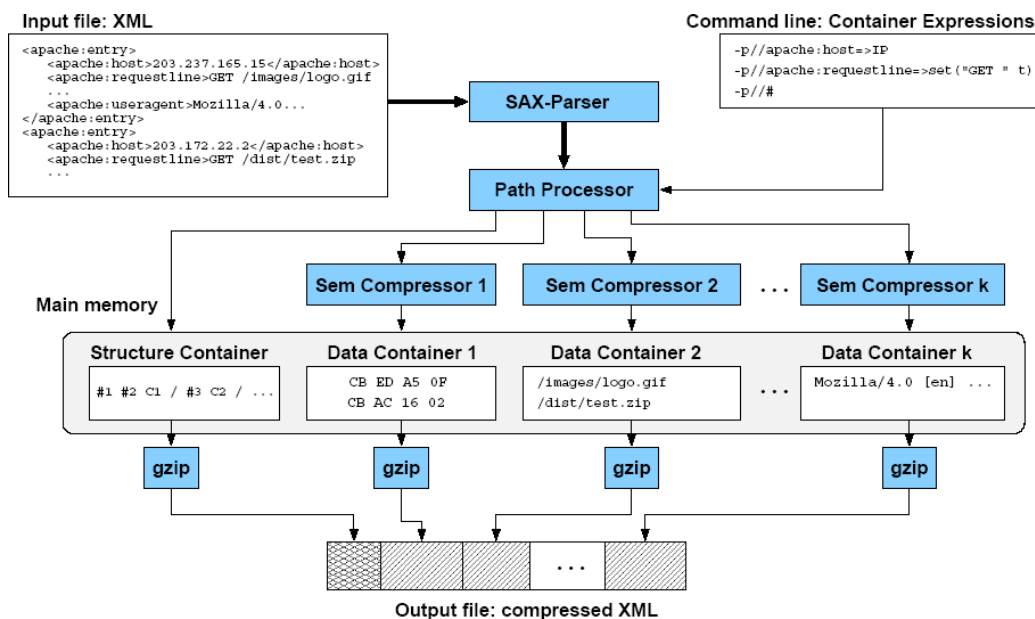 Input file: XML
Command line: Container Expressions
<apache:entry>
<apache:host>203.237.165.15</apache:host>
<apache:requestline>GET /images/logo.gif
...
<apache:useragent>Mozilla/4.0...
</apache:entry>
<apache:entry>
<apache:host>203.172.22.2</apache:host>
<apache:requestline>GET /dist/test.zip
...
-p//apache:host=>IP
-p//apache:requestline=>set("GET " t)
-p//#
SAX-Parser
Path Processor
Sem Compressor 1
Sem Compressor 2
...
Sem Compressor k
Main memory
Structure Container
Data Container 1
Data Container 2
Data Container k
#1 #2 C1 / #3 C2 / ...
CB ED A5 0F
CB AC 16 02
/images/logo.gif
/dist/test.zip
...
Mozilla/4.0 [en] ...
gzip
gzip
gzip
gzip
...
Output file: compressed XML